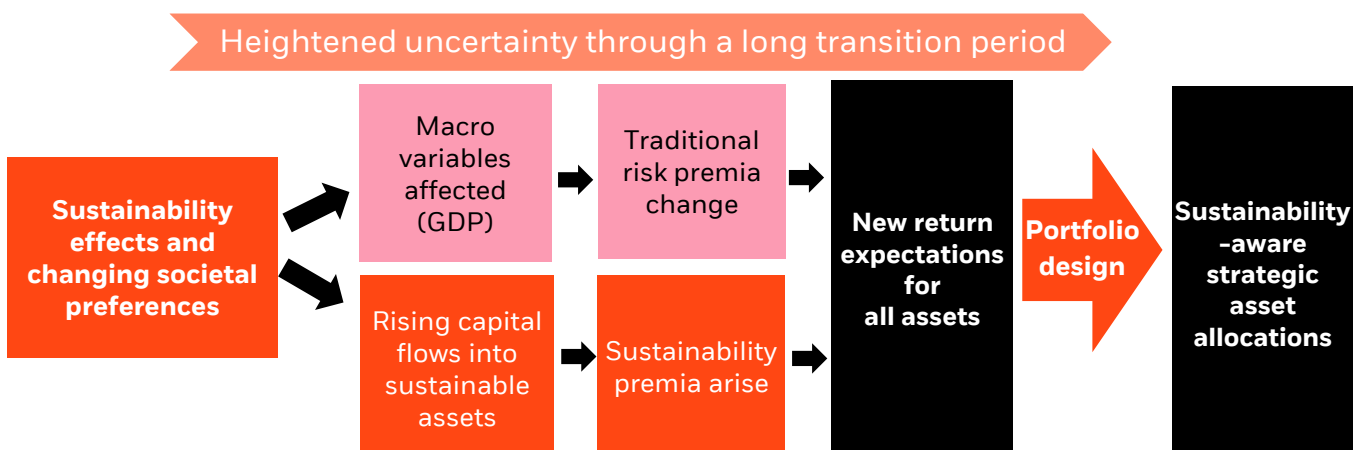 Heightened uncertainty through a long transition period
Sustainability
effects and
changing societal
preferences
Macro
variables
affected
(GDP)
Traditional
risk premia
change
Rising capital
flows into
sustainable
assets
Sustainability
premia arise
New return
expectations
for
all assets
Portfolio
design
Sustainability
-aware
strategic
asset
allocations